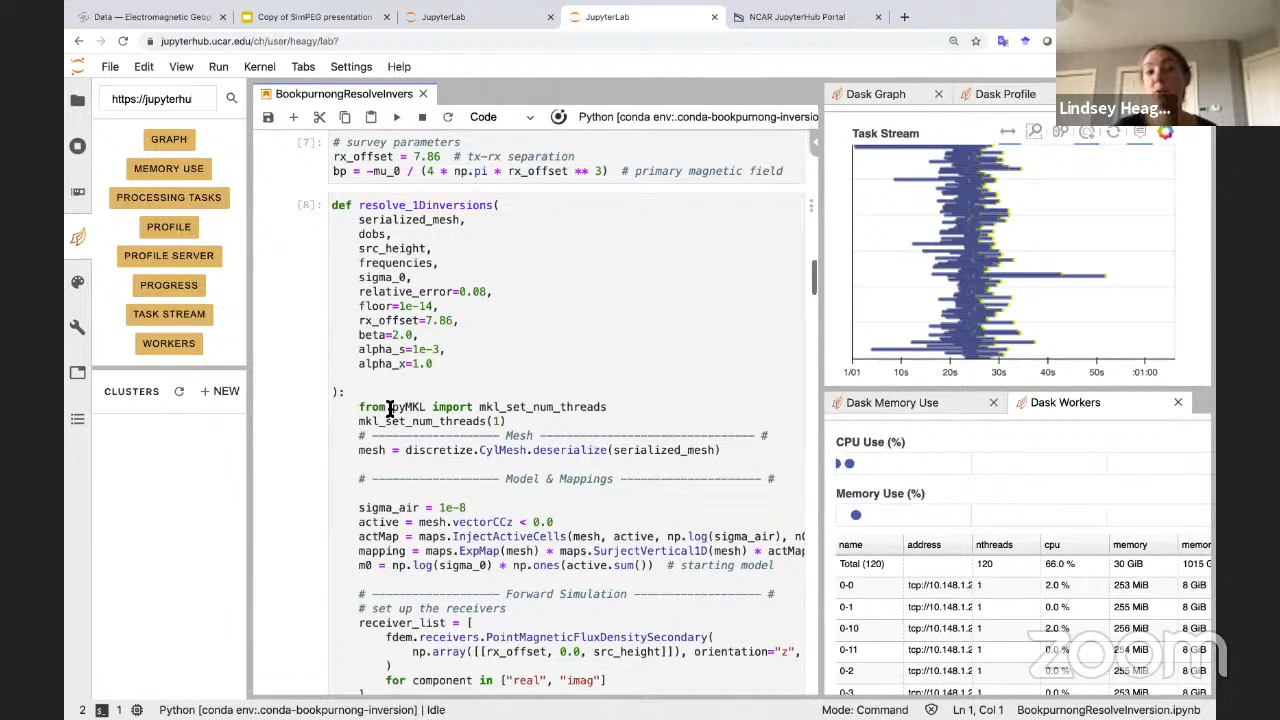 Data — Electromagnetic Geop
Copy of SimPEG presentation
JupyterLab
JupyterLab
NCAR JupyterHub Portal
jupyterhub.ucar.edu/ch/user/heagy/lab?
Lindsey Heag...
File Edit View Run Kernel Tabs Settings Help
https://jupyterhu
GRAPH
MEMORY USE
PROCESSING TASKS
PROFILE
PROFILE SERVER
PROGRESS
TASK STREAM
WORKERS
CLUSTERS
+ NEW
BookpurnongResolveInvers
Code
Python [conda env:.conda-bookpurnong-inversio
[7]: # survey parameters
rx_offset = 7.86 # tx-rx separation
bp = -mu_0 / (4 * np.pi * rx_offset ** 3) # primary magnetic field
[8]: def resolve_1Dinversions(
serialized_mesh,
dobs,
src_height,
frequencies,
sigma_0,
relative_error=0.08,
floor=1e-14,
rx_offset=7.86,
beta=2.0,
alpha_s=1e-3,
alpha_x=1.0
):
from pyMKL import mkl_set_num_threads
mkl_set_num_threads(1)
# ------------------- Mesh -------------------------------- #
mesh = discretize.CylMesh.deserialize(serialized_mesh)
# ------------------- Model & Mappings --------------------- #
sigma_air = 1e-8
active = mesh.vectorCCz < 0.0
actMap = maps.InjectActiveCells(mesh, active, np.log(sigma_air), nC
mapping = maps.ExpMap(mesh) * maps.SurjectVertical1D(mesh) * actMap
m0 = np.log(sigma_0) * np.ones(active.sum()) # starting model
# ------------------- Forward Simulation ------------------- #
# set up the receivers
receiver_list = [
fdem.receivers.PointMagneticFluxDensitySecondary(
np.array([[rx_offset, 0.0, src_height]]), orientation="z",
)
for component in ["real", "imag"]
Dask Graph
Dask Profile
Task Stream
1/01 10s 20s 30s 40s 50s :01:00
Dask Memory Use
Dask Workers
CPU Use (%)
Memory Use (%)
name address nthreads cpu memory memor
Total (120) 120 66.0 % 30 GiB 1015 G
0-0 tcp://10.148.1.2 1 2.0 % 253 MiB 8 GiB
0-1 tcp://10.148.1.2 1 0.0 % 255 MiB 8 GiB
0-10 tcp://10.148.1.2 1 2.0 % 256 MiB 8 GiB
0-11 tcp://10.148.1.2 1 0.0 % 254 MiB 8 GiB
0-2 tcp://10.148.1.2 1 0.0 % 8 GiB
0-3 tcp://10.148.1.2
zoom
2 1 Python [conda env:.conda-bookpurnong-inversion] | Idle
Mode: Command Ln 1, Col 1 BookpurnongResolveInversion.ipynb